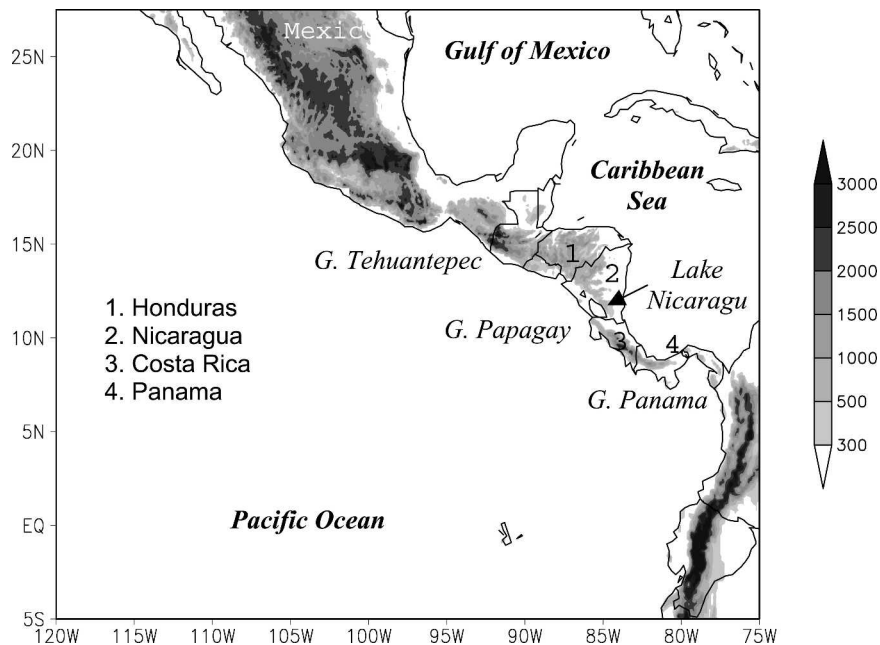 Mexico
Gulf of Mexico
25N
20N
Caribbean
Sea
3000
2500
2000
1500
1000
500
300
15N
1
G. Tehuantepec
2
Lake
Nicaragu
1. Honduras
2. Nicaragua
3. Costa Rica
4. Panama
10N
G. Papagay
3
4
G. Panama
5N
Pacific Ocean
EQ
5S
120W 115W 110W 105W 100W 95W 90W 85W 80W 75W